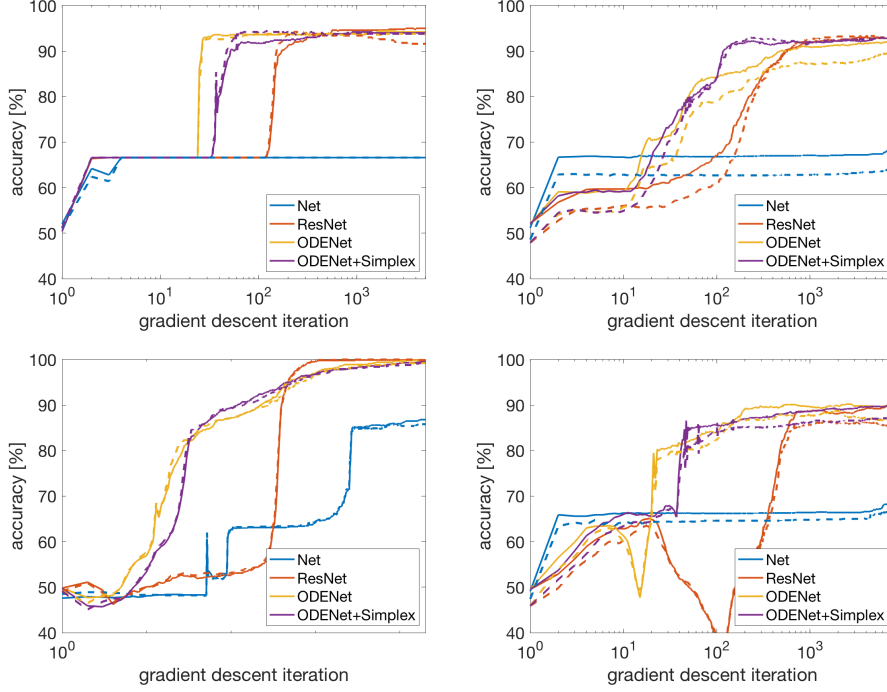 100
90
80
70
60
50
40
accuracy [%]
Net
ResNet
ODENet
ODENet+Simplex
10^0
10^1
10^2
10^3
gradient descent iteration
100
90
80
70
60
50
40
accuracy [%]
Net
ResNet
ODENet
ODENet+Simplex
10^0
10^1
10^2
10^3
gradient descent iteration
100
90
80
70
60
50
40
accuracy [%]
Net
ResNet
ODENet
ODENet+Simplex
10^0
gradient descent iteration
100
90
80
70
60
50
40
accuracy [%]
Net
ResNet
ODENet
ODENet+Simplex
10^0
10^1
10^2
10^3
gradient descent iteration